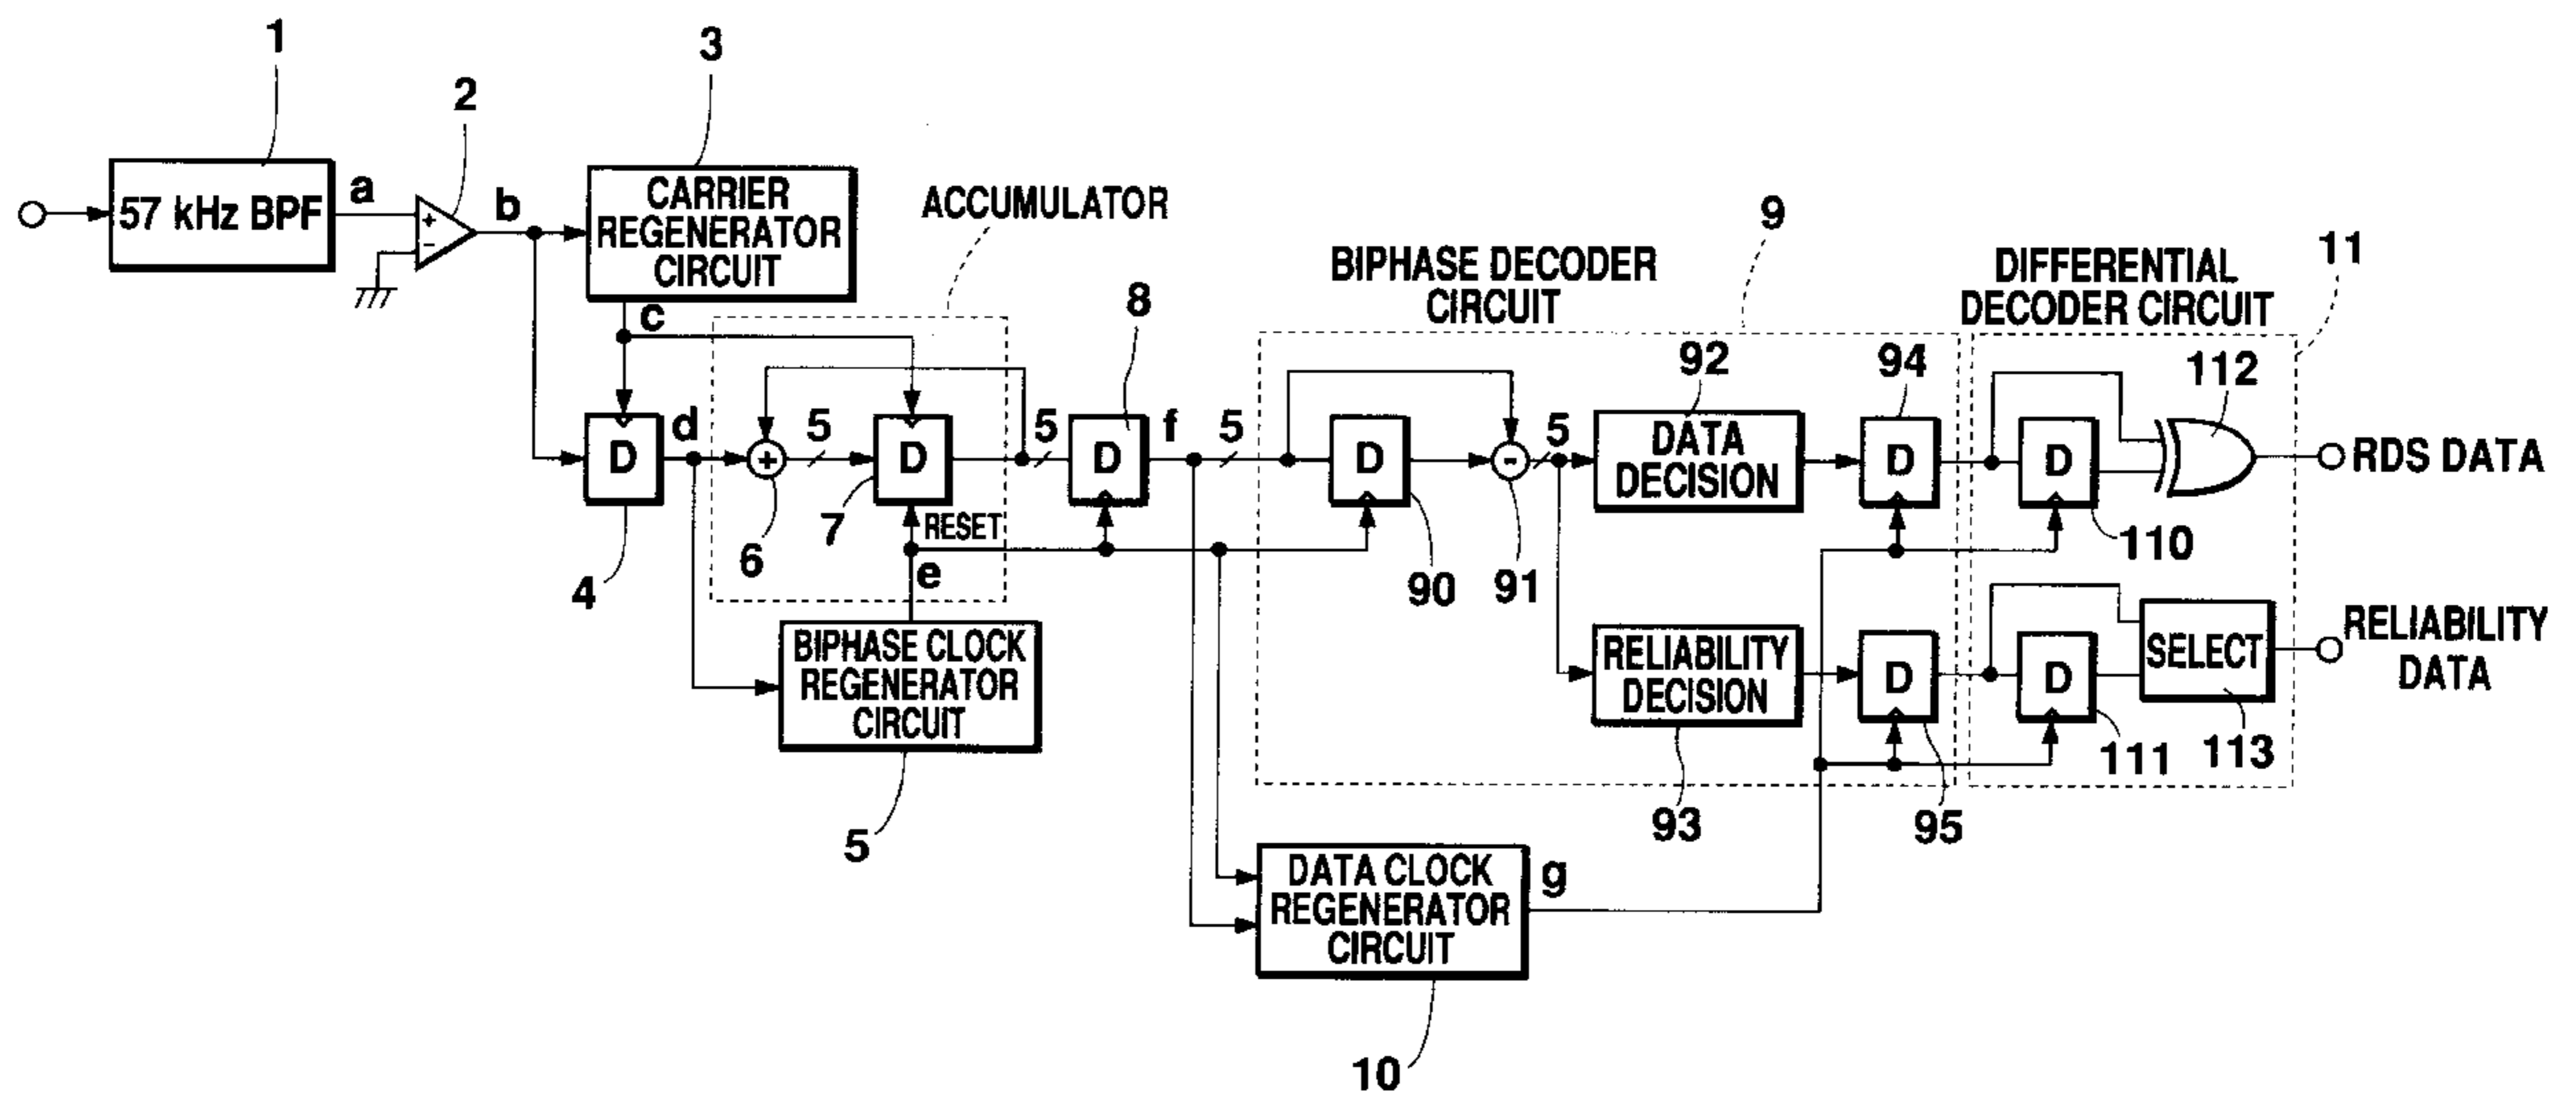 1
2
3
57 kHz BPF
a
+
−
b
CARRIER
REGENERATOR
CIRCUIT
c
ACCUMULATOR
D
4
d
+
6
5
D
7
RESET
e
BIPHASE CLOCK
REGENERATOR
CIRCUIT
5
5
D
8
f
5
BIPHASE DECODER
CIRCUIT
9
D
90
-
91
5
DATA
DECISION
92
RELIABILITY
DECISION
93
D
94
D
95
DATA CLOCK
REGENERATOR
CIRCUIT
10
g
DIFFERENTIAL
DECODER CIRCUIT
11
D
110
112
RDS DATA
D
111
SELECT
113
RELIABILITY
DATA